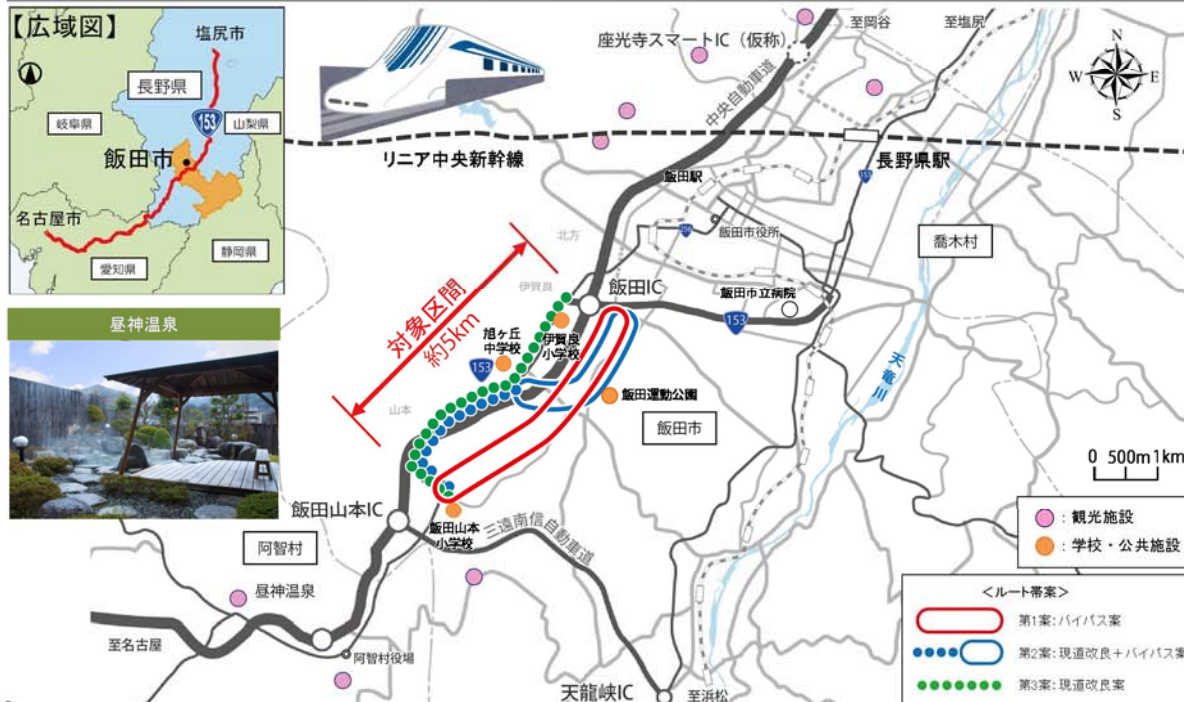 【広域図】
塩尻市
長野県
153
岐阜県
山梨県
飯田市
名古屋市
静岡県
愛知県
昼神温泉
座光寺スマートIC（仮称）
至岡谷
至塩尻
N
W
E
S
中央自動車道
リニア中央新幹線
長野県駅
飯田駅
153
256
飯田市役所
喬木村
北方
伊賀良
飯田IC
飯田市立病院
153
対象区間
約5km
旭ヶ丘
中学校
伊賀良
小学校
153
天竜川
山本
飯田運動公園
飯田市
0 500m 1km
飯田山本IC
飯田山本
小学校
三遠南信自動車道
阿智村
昼神温泉
至名古屋
阿智村役場
天龍峡IC
至浜松
：観光施設
：学校・公共施設
＜ルート帯案＞
第1案:バイパス案
第2案:現道改良＋バイパス案
第3案:現道改良案